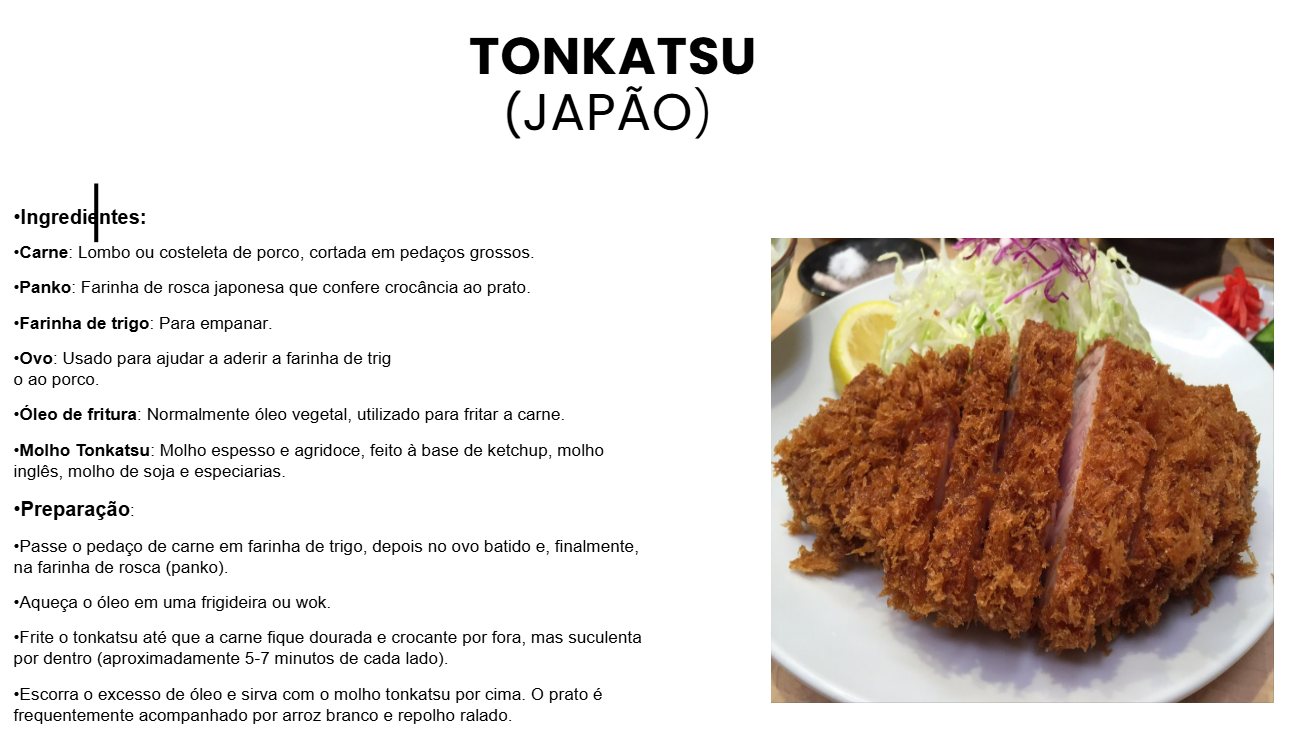 TONKATSU
(JAPÃO)
•Ingredientes:
•Carne: Lombo ou costeleta de porco, cortada em pedaços grossos.
•Panko: Farinha de rosca japonesa que confere crocância ao prato.
•Farinha de trigo: Para empanar.
•Ovo: Usado para ajudar a aderir a farinha de trig
o ao porco.
•Óleo de fritura: Normalmente óleo vegetal, utilizado para fritar a carne.
•Molho Tonkatsu: Molho espesso e agridoce, feito à base de ketchup, molho
inglês, molho de soja e especiarias.
•Preparação:
•Passe o pedaço de carne em farinha de trigo, depois no ovo batido e, finalmente,
na farinha de rosca (panko).
•Aqueça o óleo em uma frigideira ou wok.
•Frite o tonkatsu até que a carne fique dourada e crocante por fora, mas suculenta
por dentro (aproximadamente 5-7 minutos de cada lado).
•Escorra o excesso de óleo e sirva com o molho tonkatsu por cima. O prato é
frequentemente acompanhado por arroz branco e repolho ralado.